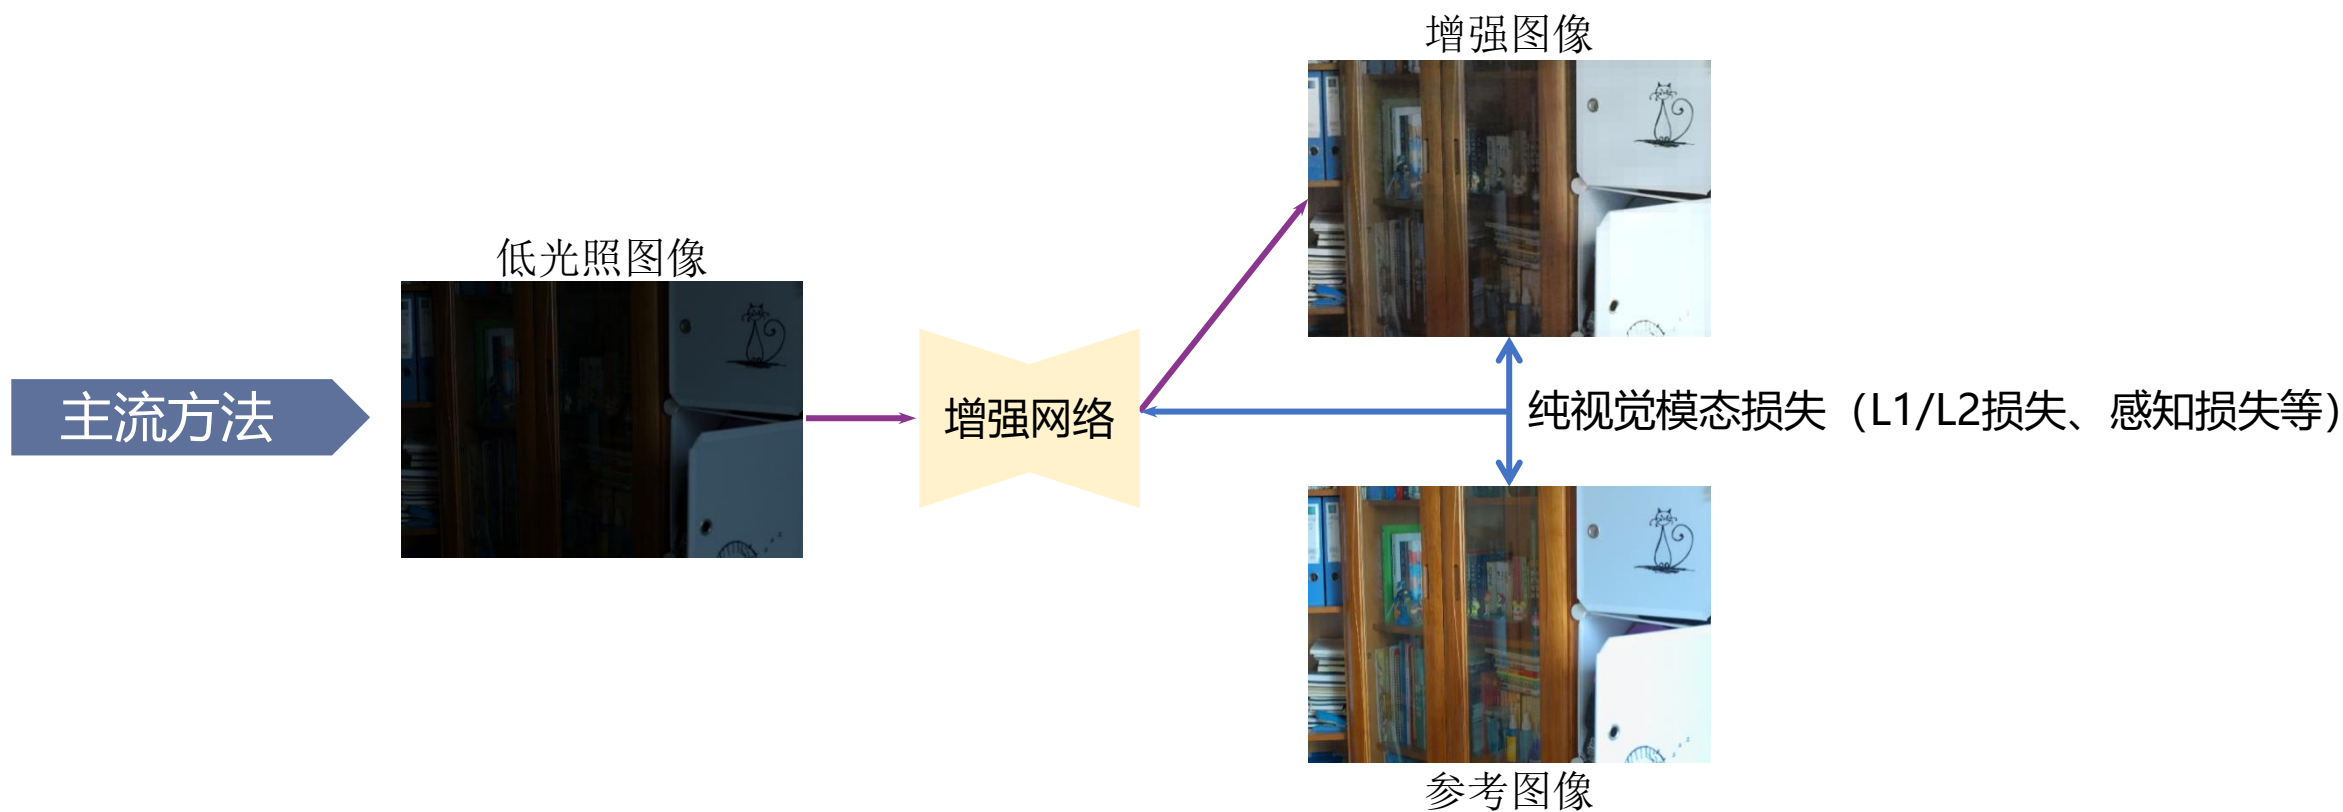 增强图像
低光照图像
主流方法
增强网络
纯视觉模态损失（L1/L2损失、感知损失等）
参考图像